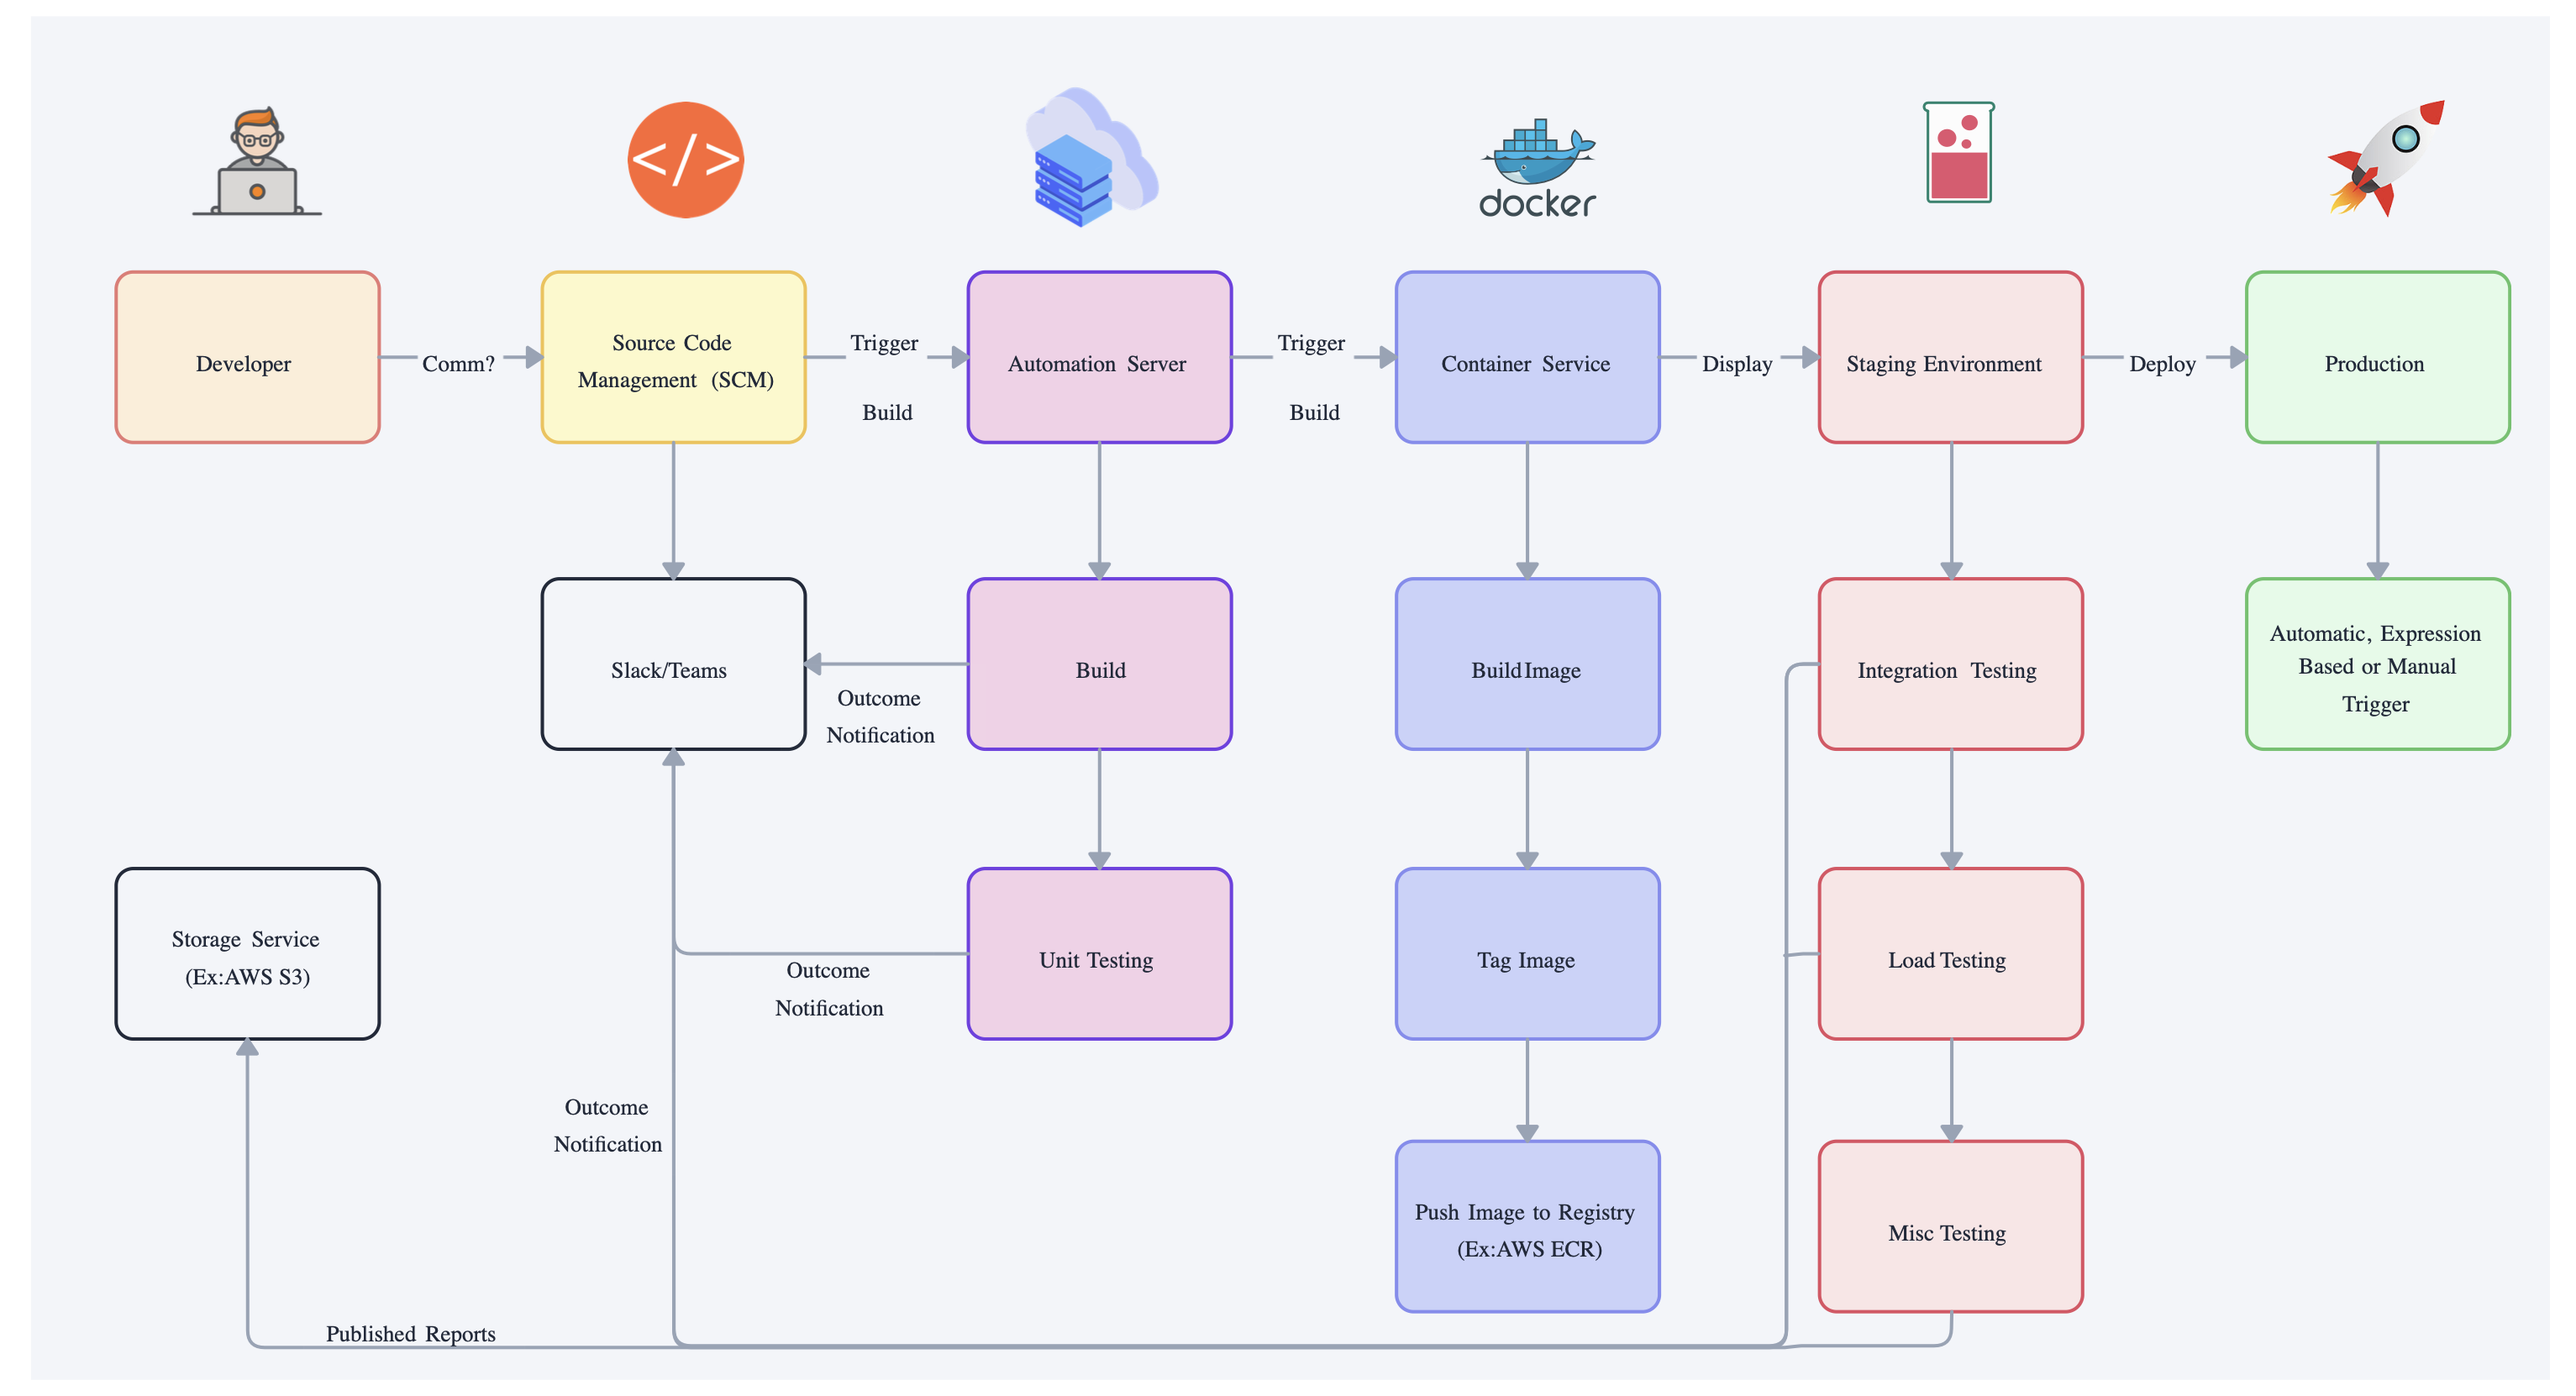 docker
Developer
Comm?
Source Code
Management (SCM)
Trigger
Build
Automation Server
Trigger
Build
Container Service
Display
Staging Environment
Deploy
Production
Slack/Teams
Outcome
Notification
Build
Build Image
Integration Testing
Automatic, Expression
Based or Manual
Trigger
Storage Service
(Ex:AWS S3)
Outcome
Notification
Unit Testing
Tag Image
Load Testing
Outcome
Notification
Push Image to Registry
(Ex:AWS ECR)
Misc Testing
Published Reports